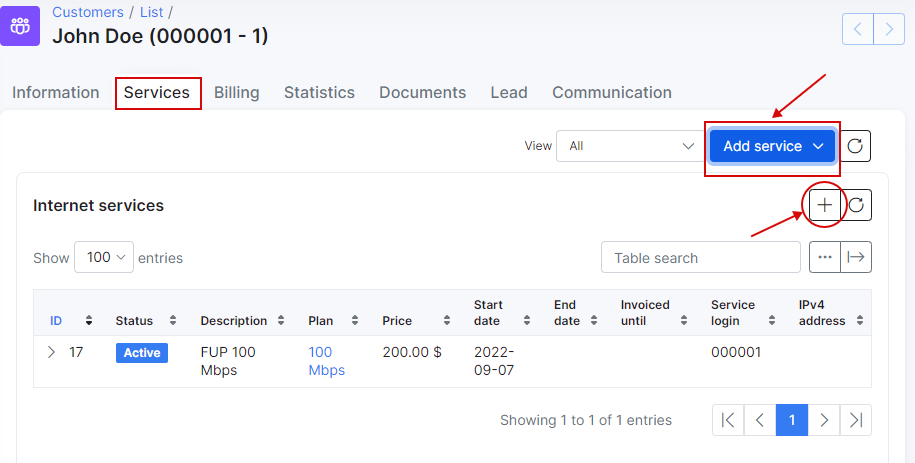 Customers / List /
John Doe (000001 - 1)
Information Services Billing Statistics Documents Lead Communication
View All Add service
Internet services
Show 100 entries Table search
ID Status Description Plan Price Start date End date Invoiced until Service login IPv4 address
17 Active FUP 100 Mbps 100 Mbps 200.00 $ 2022-09-07 000001
Showing 1 to 1 of 1 entries 1